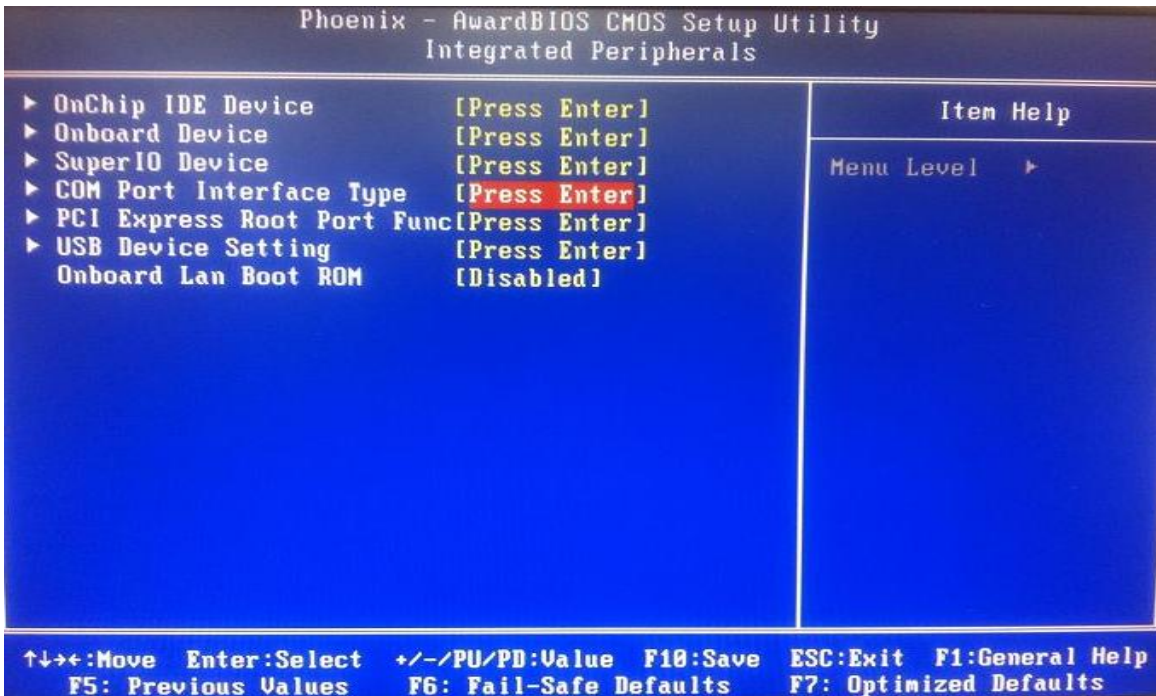 Phoenix - AwardBIOS CMOS Setup Utility
Integrated Peripherals
► OnChip IDE Device [Press Enter]
► Onboard Device [Press Enter]
► SuperIO Device [Press Enter]
► COM Port Interface Type [Press Enter]
► PCI Express Root Port Func[Press Enter]
► USB Device Setting [Press Enter]
Onboard Lan Boot ROM [Disabled]
Item Help
Menu Level ►
↑↓→←:Move Enter:Select +/-/PU/PD:Value F10:Save ESC:Exit F1:General Help
F5: Previous Values F6: Fail-Safe Defaults F7: Optimized Defaults